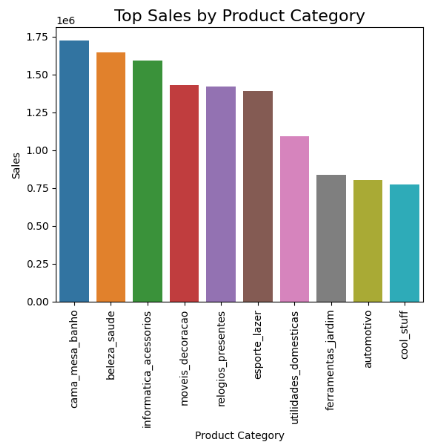 Top Sales by Product Category
1e6
1.75
1.50
1.25
1.00
0.75
0.50
0.25
0.00
Sales
cama_mesa_banho
beleza_saude
informatica_acessorios
moveis_decoracao
relogios_presentes
esporte_lazer
utilidades_domesticas
ferramentas_jardim
automotivo
cool_stuff
Product Category